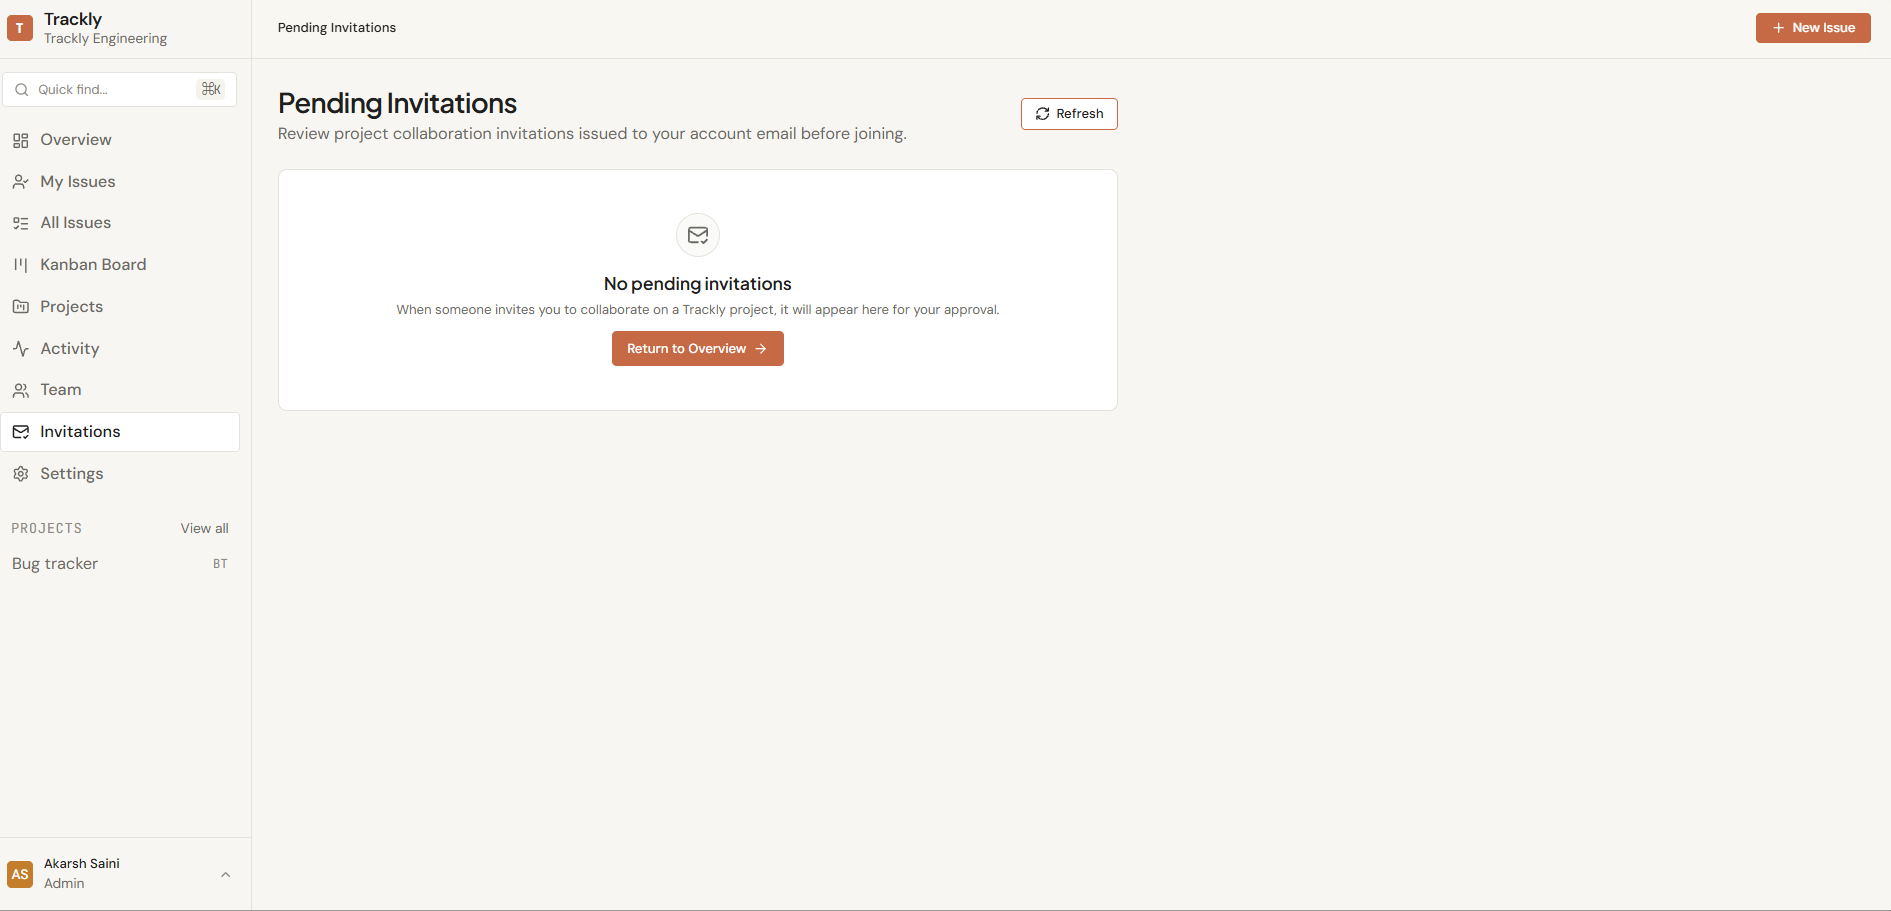 T
Trackly
Trackly Engineering
Quick find...
⌘K
Overview
My Issues
All Issues
Kanban Board
Projects
Activity
Team
Invitations
Settings
PROJECTS View all
Bug tracker BT
AS
Akarsh Saini
Admin
Pending Invitations
+ New Issue
Pending Invitations
Review project collaboration invitations issued to your account email before joining.
Refresh
No pending invitations
When someone invites you to collaborate on a Trackly project, it will appear here for your approval.
Return to Overview →